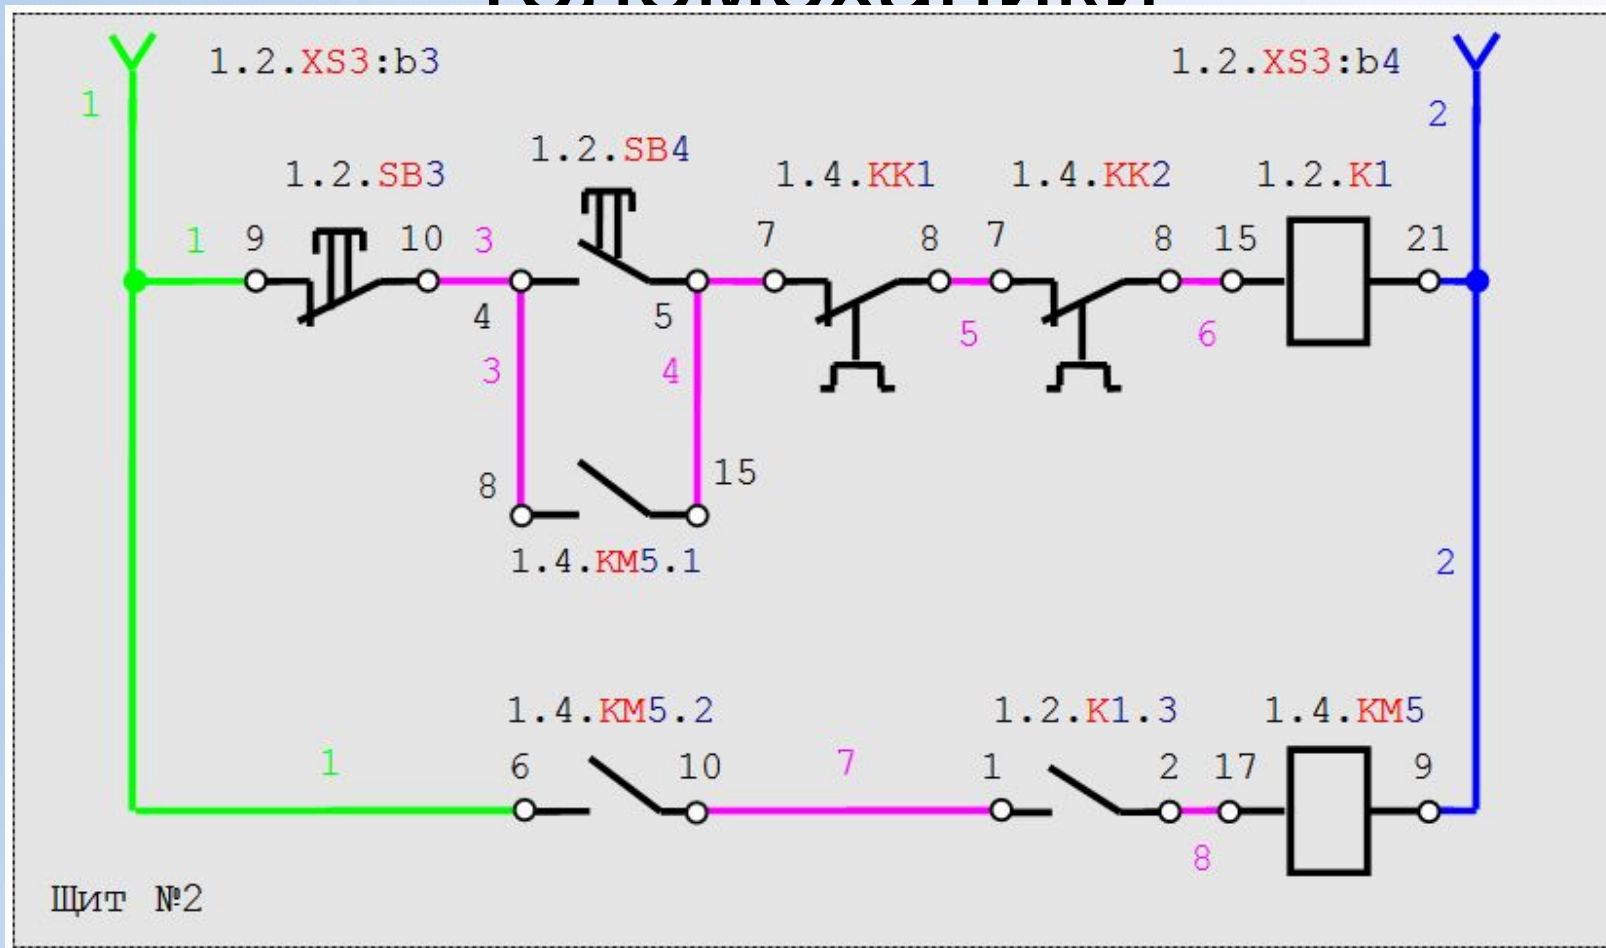 1.2.XS3:b3 1.2.XS3:b4
1 2
1.2.SB4
1.2.SB3 1.4.KK1 1.4.KK2 1.2.K1
1 9 10 3 7 8 7 8 15 21
4 5 5 6
3 4
8 15
1.4.KM5.1 2
1.4.KM5.2 1.2.K1.3 1.4.KM5
1 6 10 7 1 2 17 9
8
Щит №2